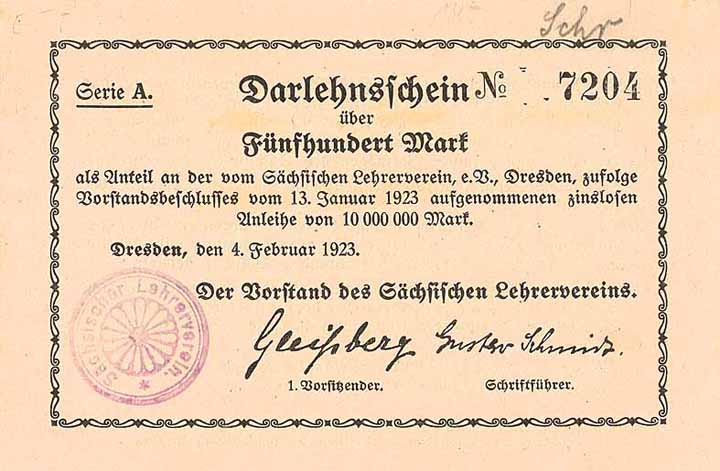 Schr
Serie A. Darlehnsschein № 7204
über
Fünfhundert Mark
als Anteil an der vom Sächsischen Lehrerverein, e.V., Dresden, zufolge
Vorstandsbeschlusses vom 13. Januar 1923 aufgenommenen zinslosen
Anleihe von 10 000 000 Mark.
Dresden, den 4. Februar 1923.
Der Vorstand des Sächsischen Lehrervereins.
Sächsischer Lehrerverein.
Gleißberg Gustav Schmidt.
1. Vorsitzender. Schriftführer.